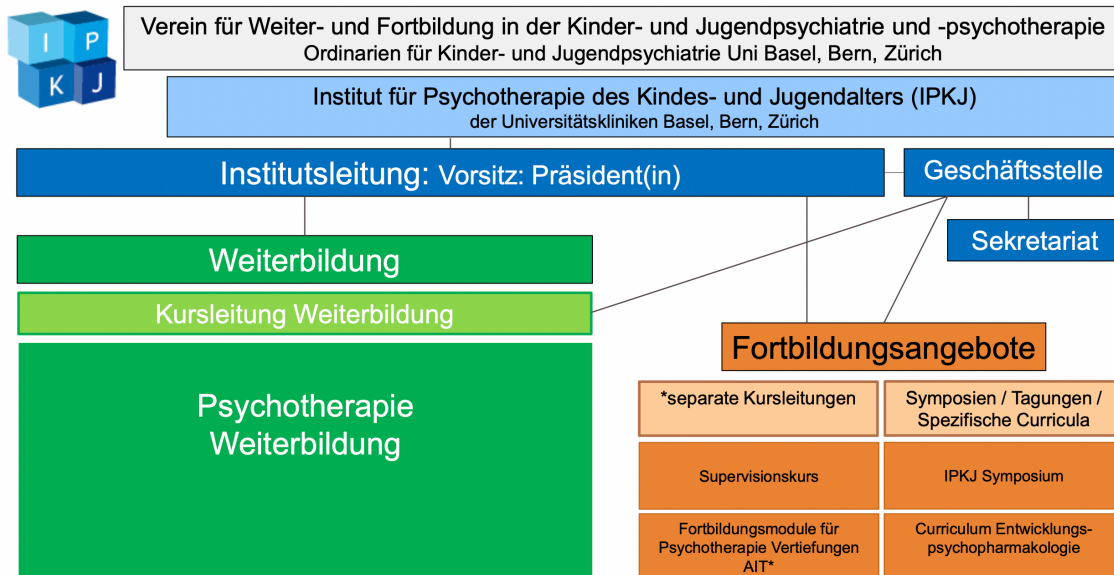 I P
K J
Verein für Weiter- und Fortbildung in der Kinder- und Jugendpsychiatrie und -psychotherapie
Ordinarien für Kinder- und Jugendpsychiatrie Uni Basel, Bern, Zürich
Institut für Psychotherapie des Kindes- und Jugendalters (IPKJ)
der Universitätskliniken Basel, Bern, Zürich
Institutsleitung: Vorsitz: Präsident(in)
Geschäftsstelle
Sekretariat
Weiterbildung
Kursleitung Weiterbildung
Psychotherapie
Weiterbildung
Fortbildungsangebote
*separate Kursleitungen
Symposien / Tagungen /
Spezifische Curricula
Supervisionskurs
IPKJ Symposium
Fortbildungsmodule für
Psychotherapie Vertiefungen
AIT*
Curriculum Entwicklungs-
psychopharmakologie